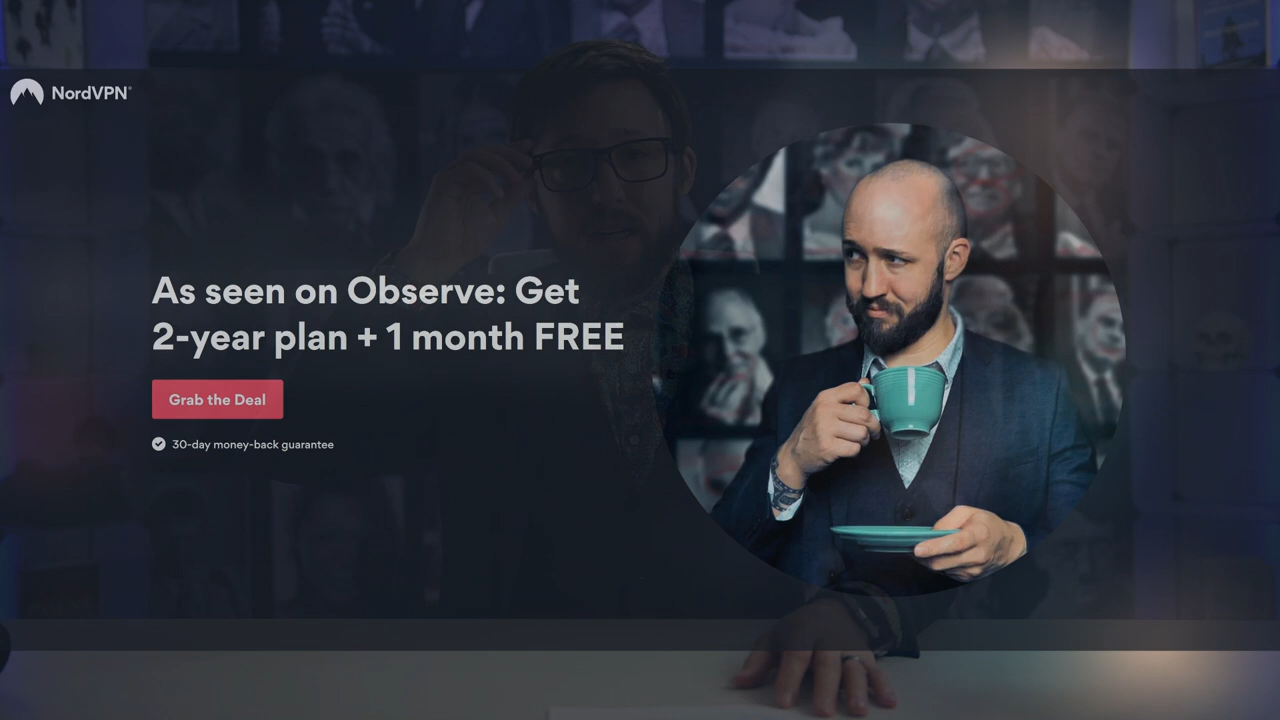 NordVPN®
As seen on Observe: Get
2-year plan + 1 month FREE
Grab the Deal
30-day money-back guarantee